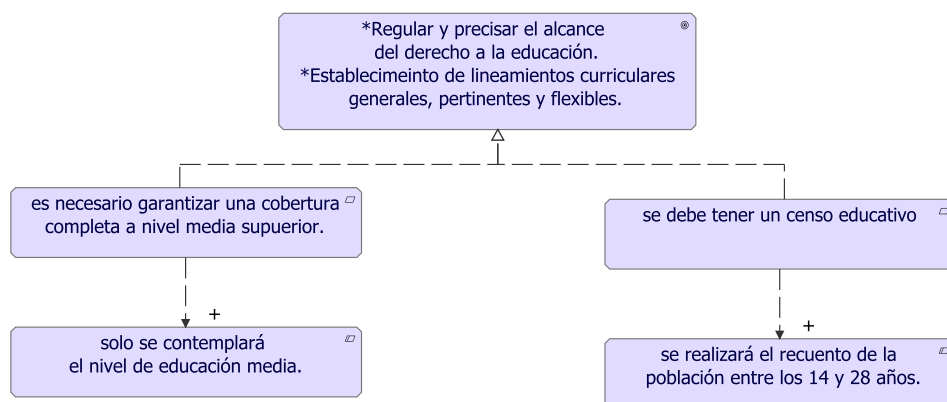 *Regular y precisar el alcance
del derecho a la educación.
*Establecimeinto de lineamientos curriculares
generales, pertinentes y flexibles.
es necesario garantizar una cobertura
completa a nivel media supuerior.
se debe tener un censo educativo
+
+
solo se contemplará
el nivel de educación media.
se realizará el recuento de la
población entre los 14 y 28 años.